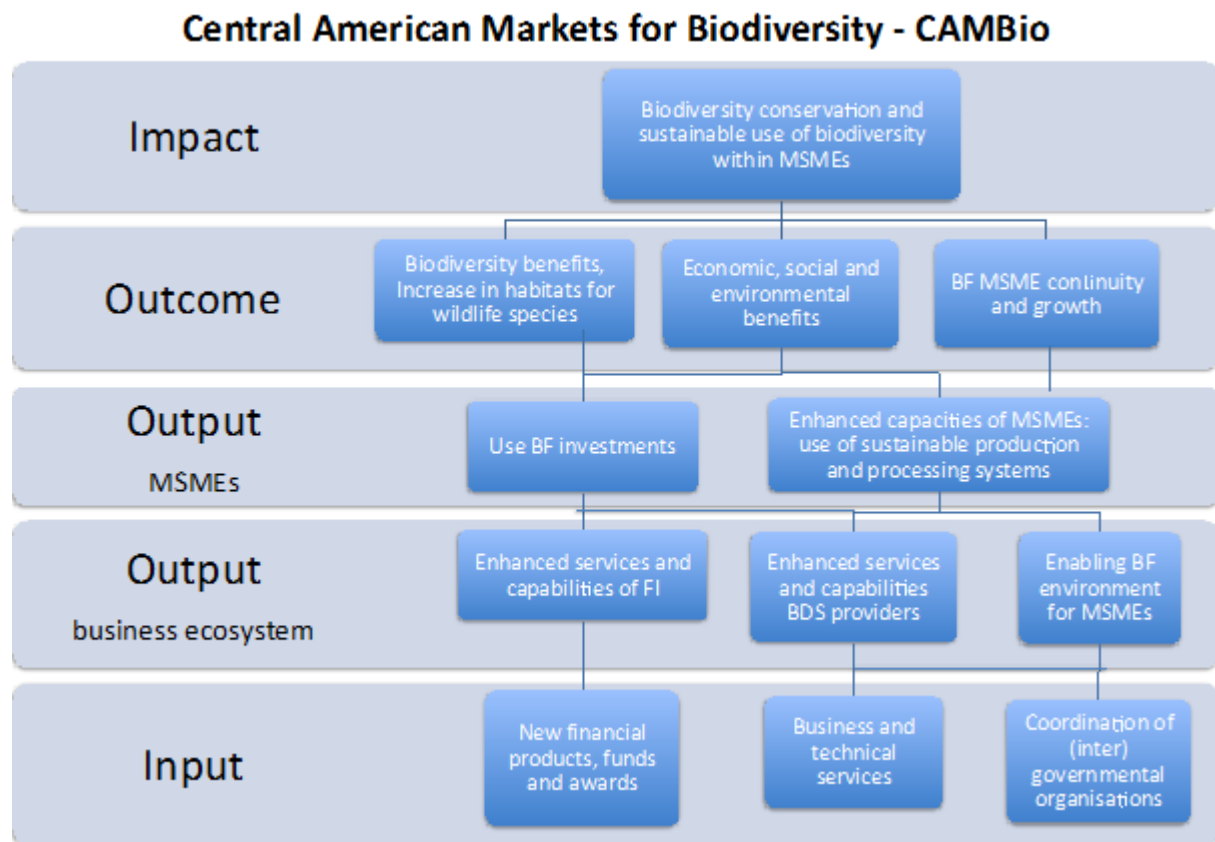 Central American Markets for Biodiversity - CAMBio
Impact
Biodiversity conservation and
sustainable use of biodiversity
within MSMEs
Outcome
Biodiversity benefits,
Increase in habitats for
wildlife species
Economic, social and
environmental
benefits
BF MSME continuity
and growth
Output
MSMEs
Use BF investments
Enhanced capacities of MSMEs:
use of sustainable production
and processing systems
Output
business ecosystem
Enhanced services and
capabilities of FI
Enhanced services
and capabilities
BDS providers
Enabling BF
environment
for MSMEs
Input
New financial
products, funds
and awards
Business and
technical
services
Coordination of
(inter)
governmental
organisations